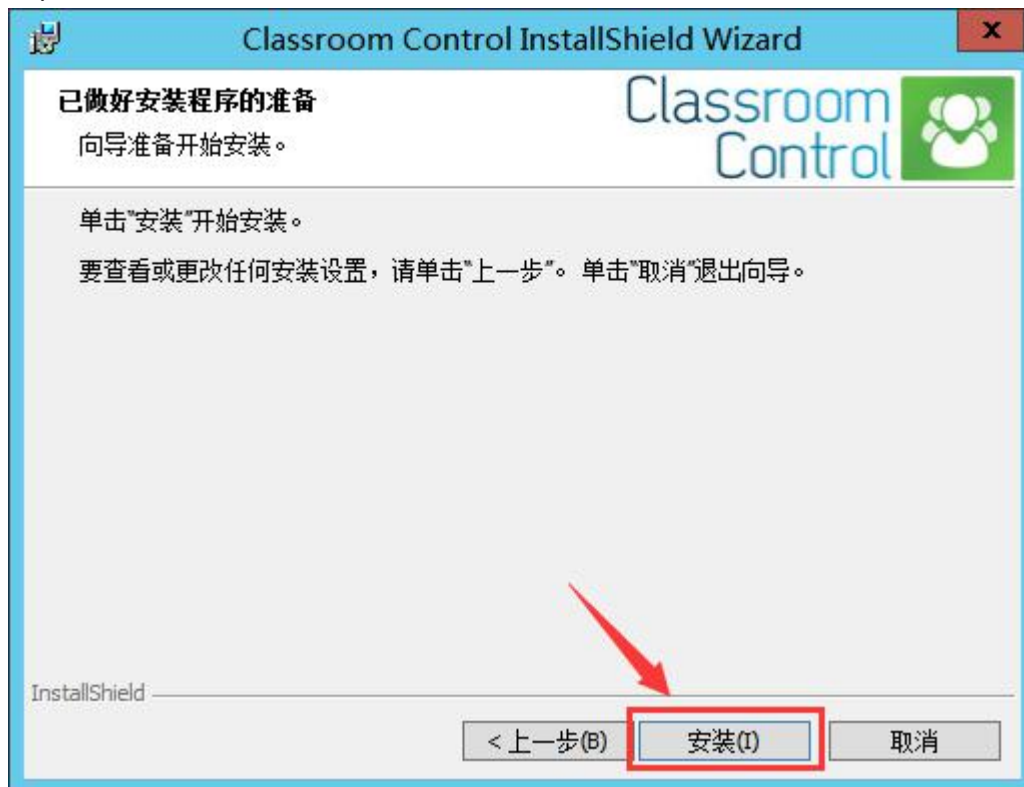 Classroom Control InstallShield Wizard
x
已做好安装程序的准备
向导准备开始安装。
Classroom
Control
单击"安装"开始安装。
要查看或更改任何安装设置，请单击"上一步"。 单击"取消"退出向导。
InstallShield
<上一步(B)
安装(I)
取消